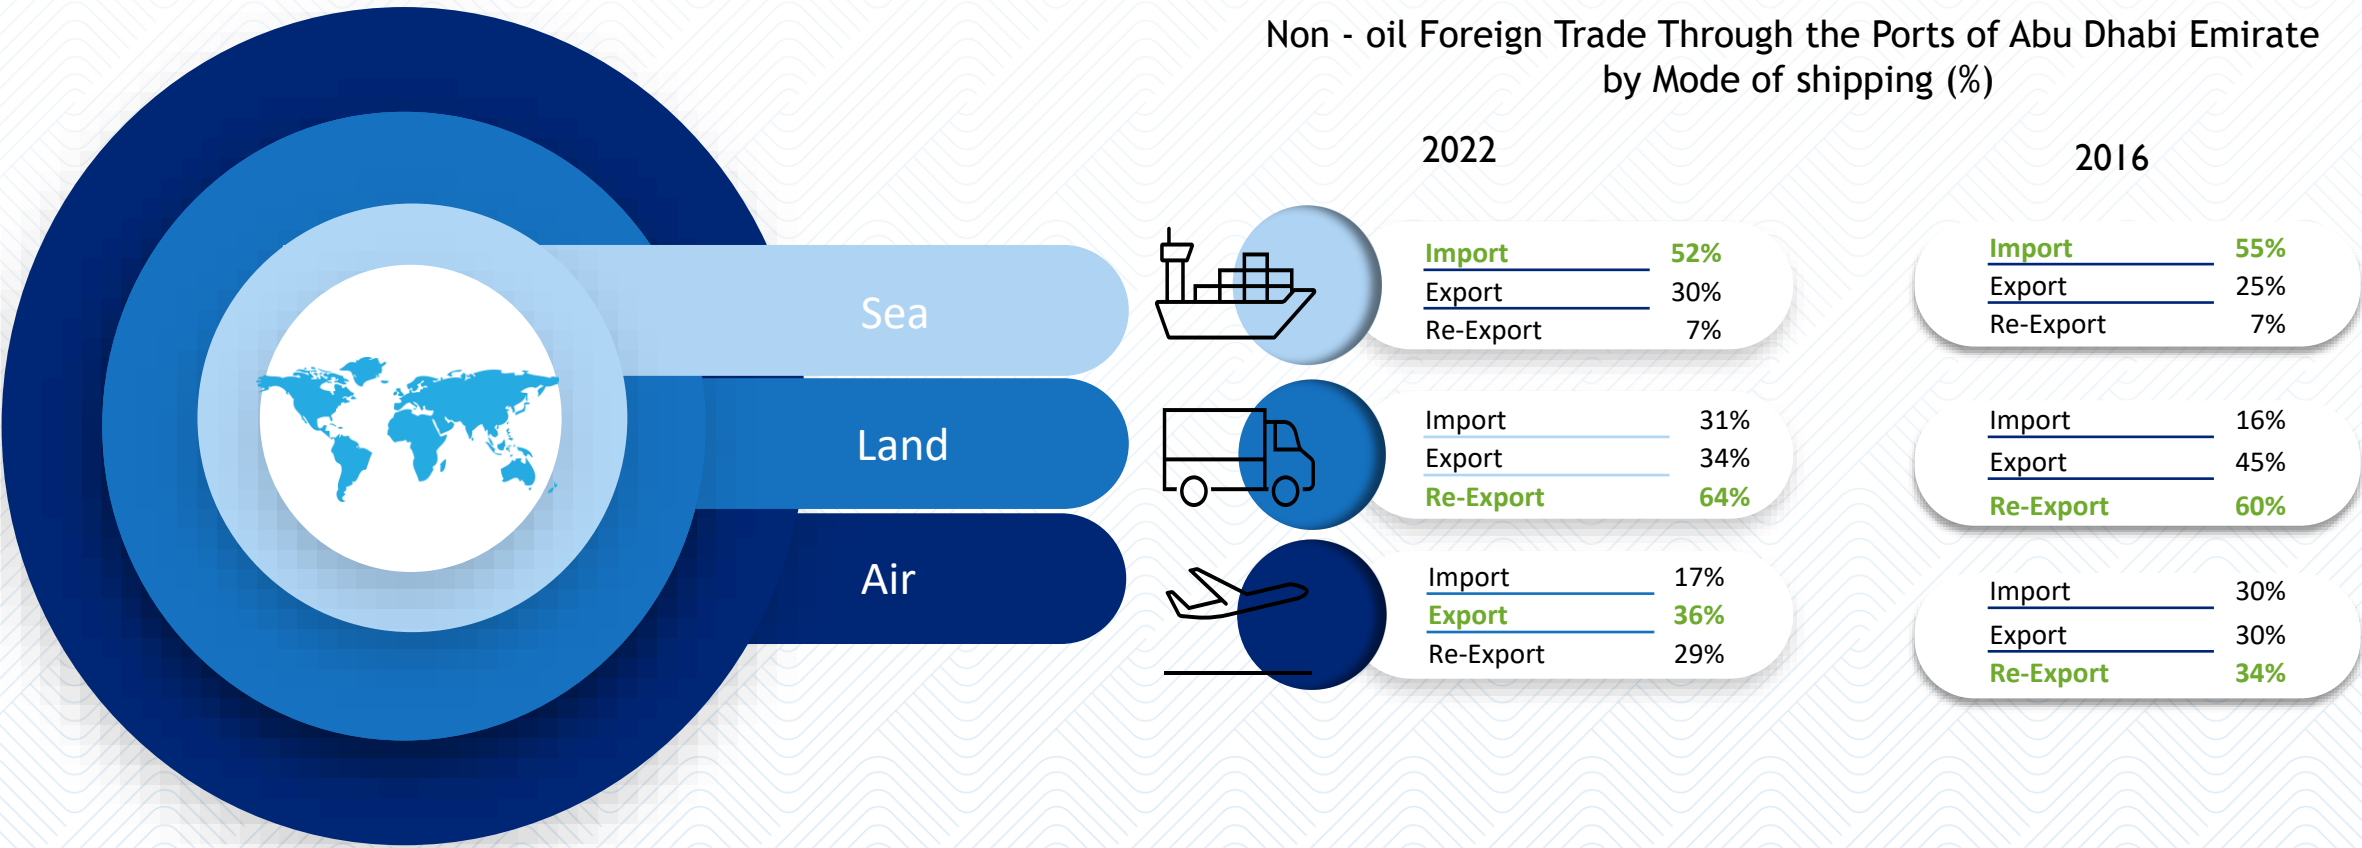 Non - oil Foreign Trade Through the Ports of Abu Dhabi Emirate
by Mode of shipping (%)
2022
2016
Sea
Import 52%
Export 30%
Re-Export 7%
Import 55%
Export 25%
Re-Export 7%
Land
Import 31%
Export 34%
Re-Export 64%
Import 16%
Export 45%
Re-Export 60%
Air
Import 17%
Export 36%
Re-Export 29%
Import 30%
Export 30%
Re-Export 34%